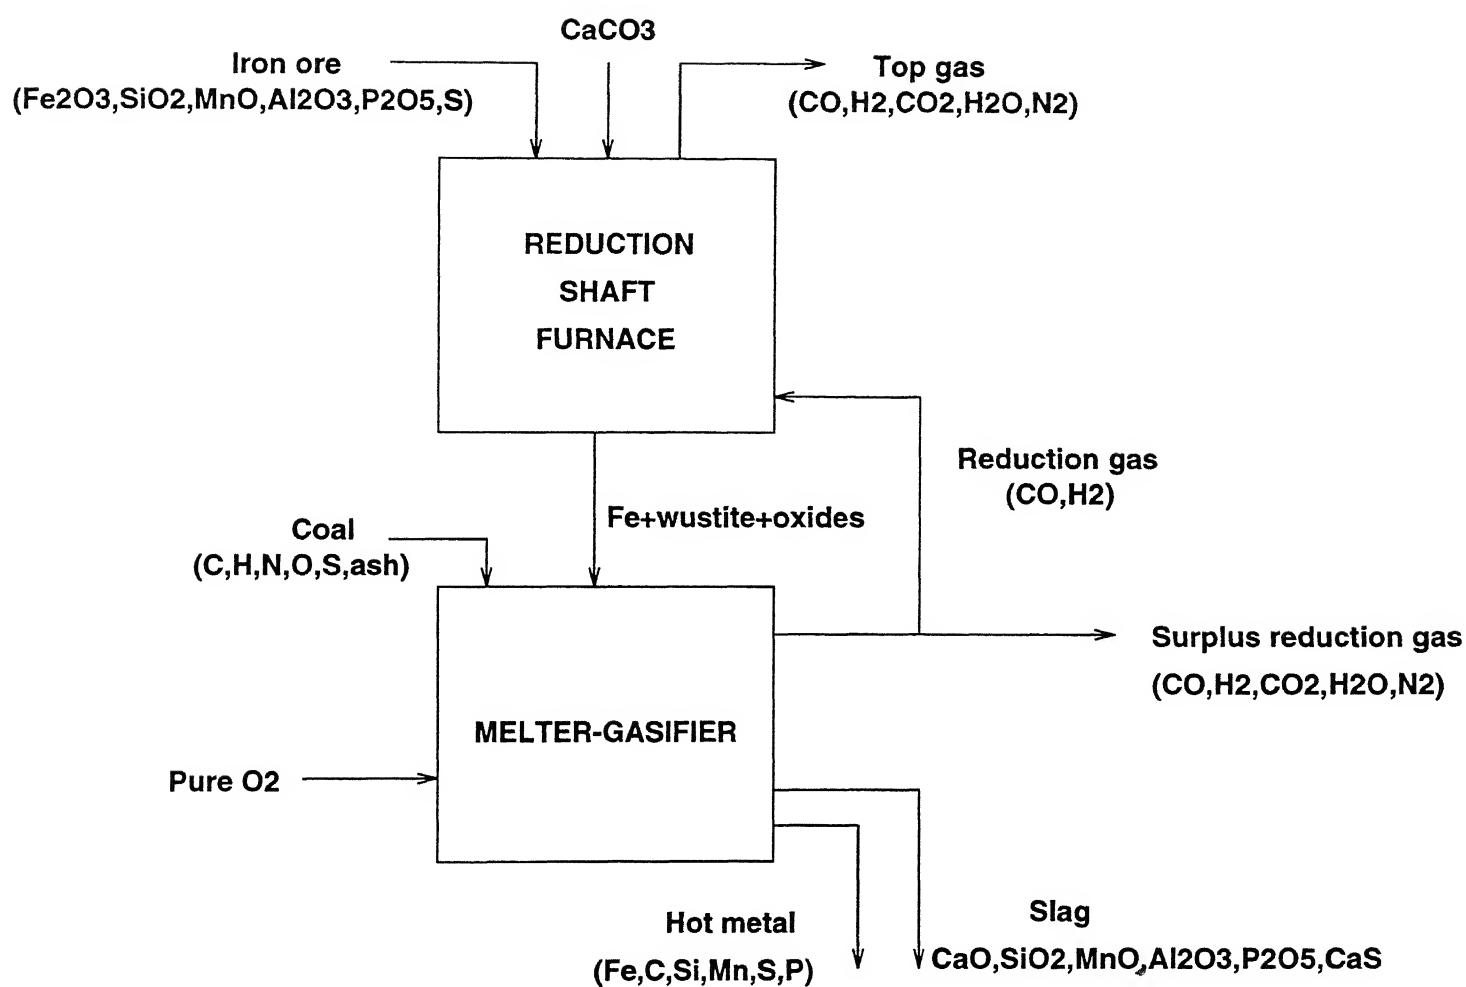 CaCO3
Iron ore
(Fe2O3,SiO2,MnO,Al2O3,P2O5,S)
Top gas
(CO,H2,CO2,H2O,N2)
REDUCTION
SHAFT
FURNACE
Reduction gas
(CO,H2)
Fe+wustite+oxides
Coal
(C,H,N,O,S,ash)
Surplus reduction gas
(CO,H2,CO2,H2O,N2)
MELTER-GASIFIER
Pure O2
Hot metal
(Fe,C,Si,Mn,S,P)
Slag
CaO,SiO2,MnO,Al2O3,P2O5,CaS